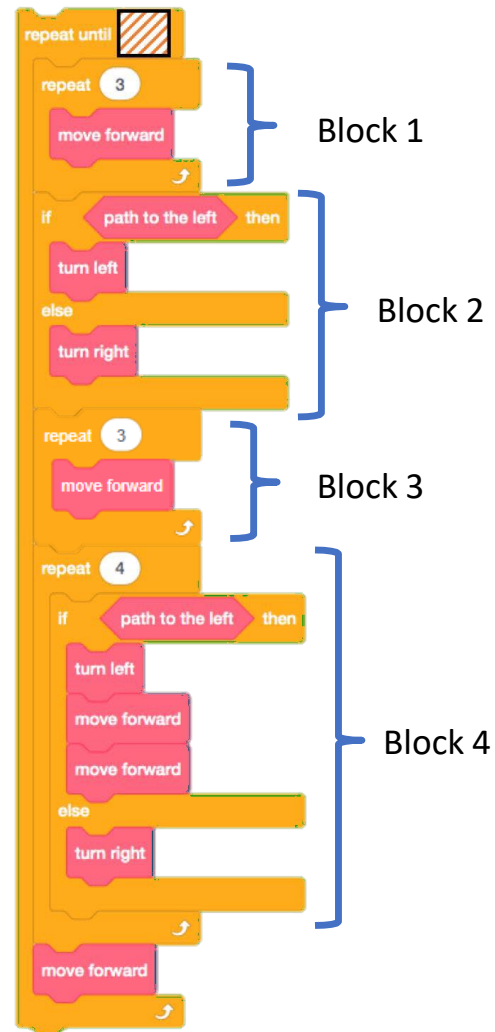 repeat until
repeat 3
move forward
Block 1
if path to the left then
turn left
Block 2
else
turn right
repeat 3
move forward
Block 3
repeat 4
if path to the left then
turn left
move forward
move forward
Block 4
else
turn right
move forward